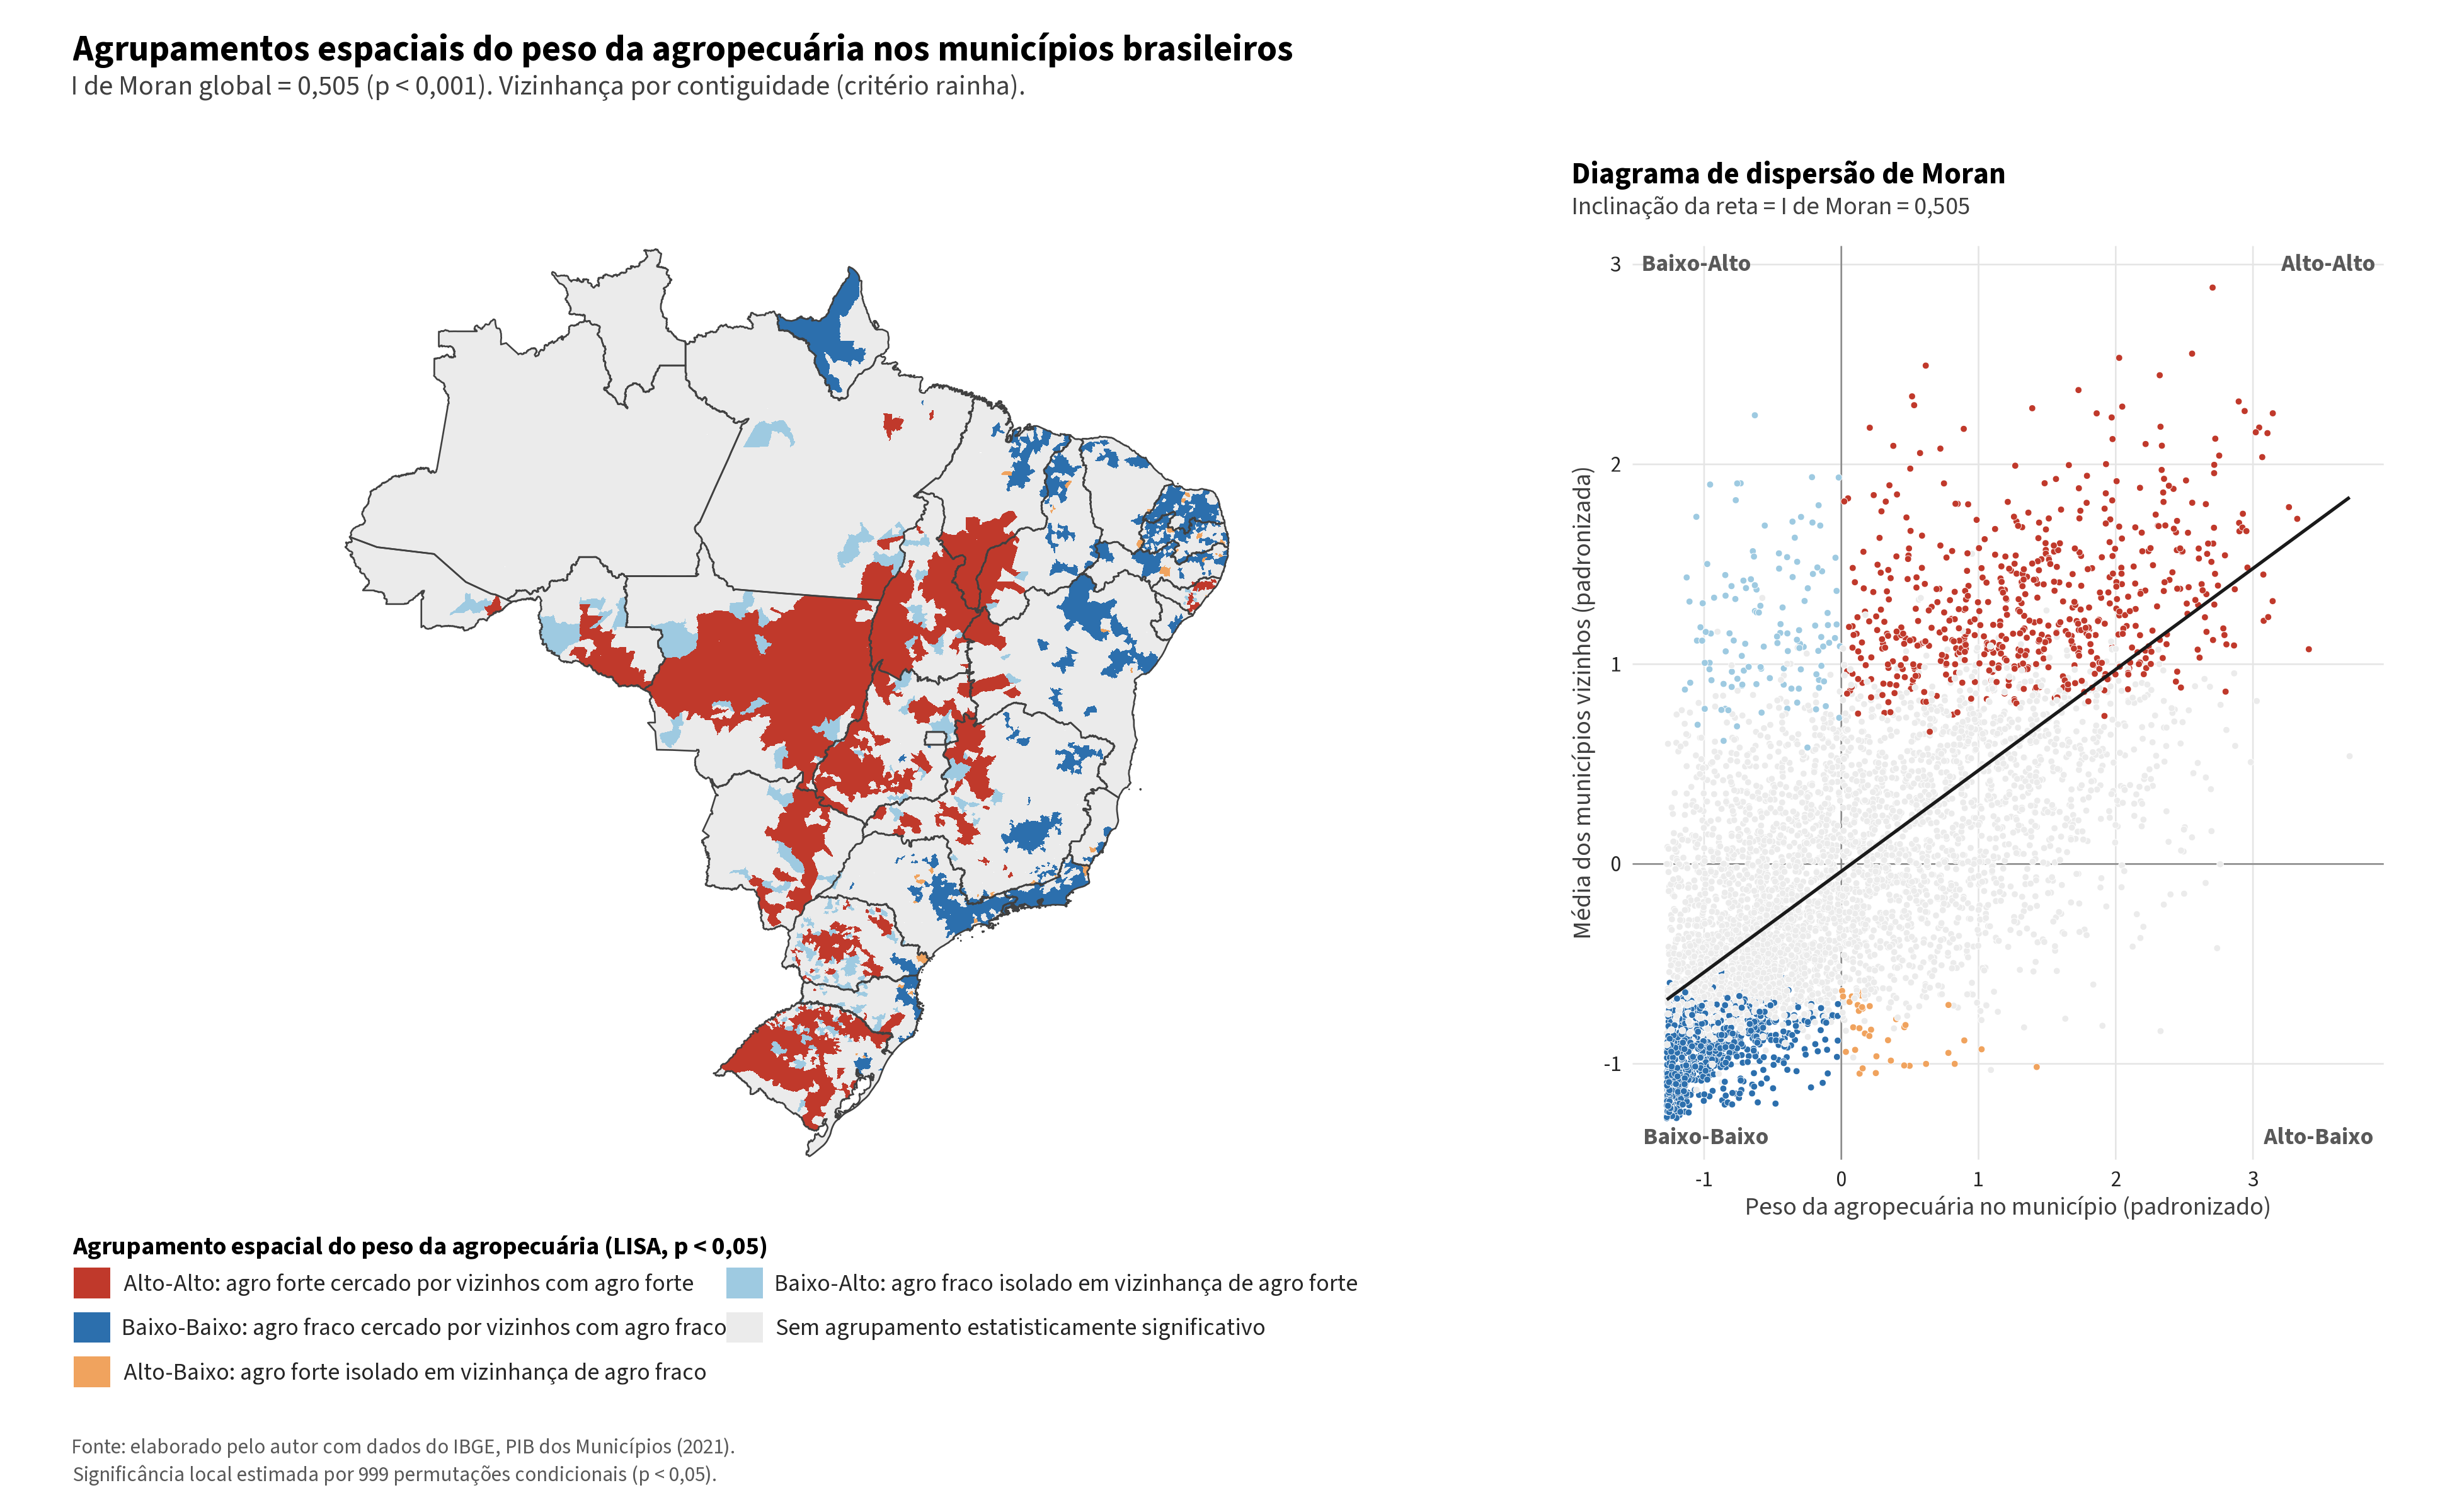 Agrupamentos espaciais do peso da agropecuária nos municípios brasileiros
I de Moran global = 0,505 (p < 0,001). Vizinhança por contiguidade (critério rainha).
Diagrama de dispersão de Moran
Inclinação da reta = I de Moran = 0,505
Baixo-Alto
Alto-Alto
3
2
1
0
-1
Média dos municípios vizinhos (padronizada)
Baixo-Baixo
Alto-Baixo
-1 0 1 2 3
Peso da agropecuária no município (padronizado)
Agrupamento espacial do peso da agropecuária (LISA, p < 0,05)
Alto-Alto: agro forte cercado por vizinhos com agro forte
Baixo-Alto: agro fraco isolado em vizinhança de agro forte
Baixo-Baixo: agro fraco cercado por vizinhos com agro fraco
Sem agrupamento estatisticamente significativo
Alto-Baixo: agro forte isolado em vizinhança de agro fraco
Fonte: elaborado pelo autor com dados do IBGE, PIB dos Municípios (2021).
Significância local estimada por 999 permutações condicionais (p < 0,05).